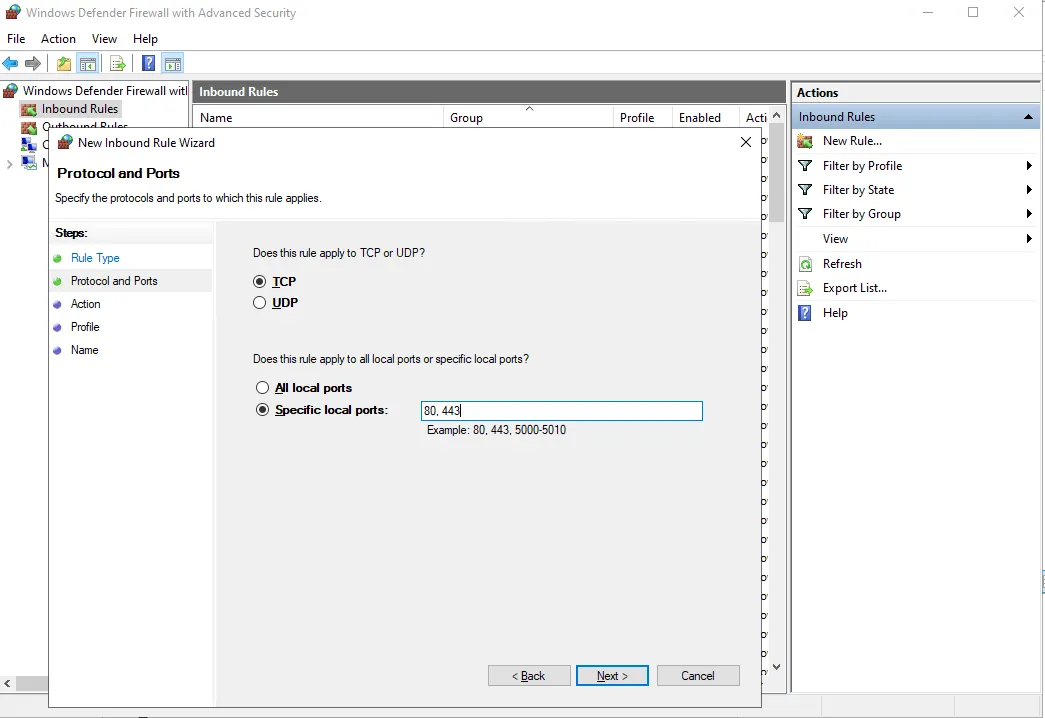 Windows Defender Firewall with Advanced Security
File Action View Help
Windows Defender Firewall wit
Inbound Rules
Outbound Rules
Inbound Rules
Name Group Profile Enabled Acti
Actions
Inbound Rules
New Rule...
Filter by Profile
Filter by State
Filter by Group
View
Refresh
Export List...
Help
New Inbound Rule Wizard
Protocol and Ports
Specify the protocols and ports to which this rule applies.
Steps:
Rule Type
Protocol and Ports
Action
Profile
Name
Does this rule apply to TCP or UDP?
TCP
UDP
Does this rule apply to all local ports or specific local ports?
All local ports
Specific local ports: 80, 443
Example: 80, 443, 5000-5010
< Back Next > Cancel